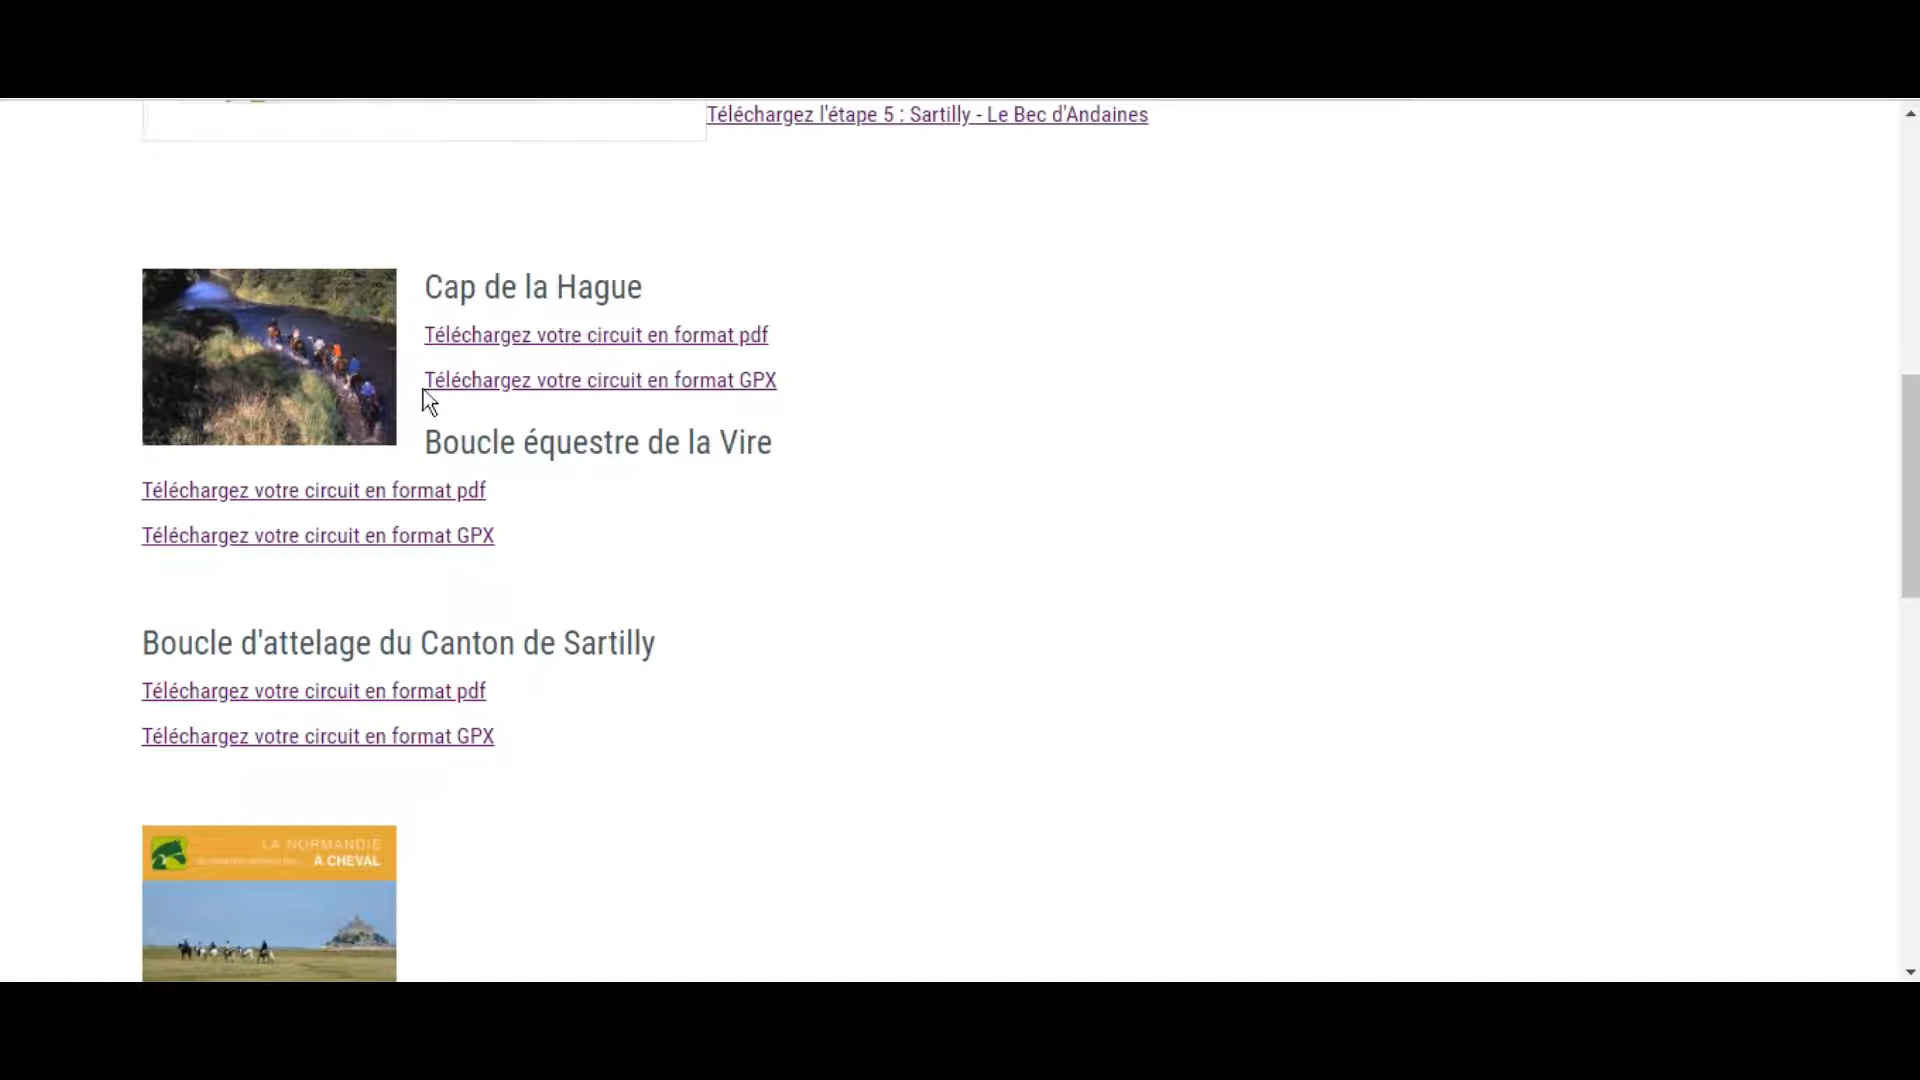 Téléchargez l'étape 5 : Sartilly - Le Bec d'Andaines
Cap de la Hague
Téléchargez votre circuit en format pdf
Téléchargez votre circuit en format GPX
Boucle équestre de la Vire
Téléchargez votre circuit en format pdf
Téléchargez votre circuit en format GPX
Boucle d'attelage du Canton de Sartilly
Téléchargez votre circuit en format pdf
Téléchargez votre circuit en format GPX
LA NORMANDIE
À CHEVAL